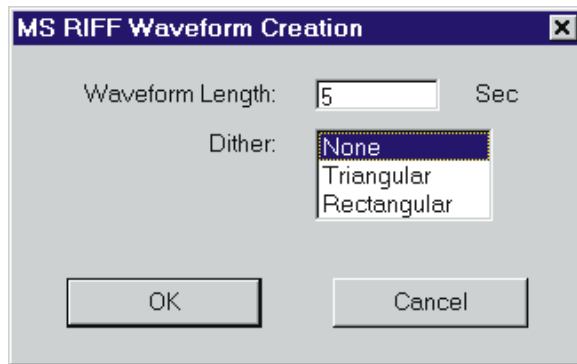 MS RIFF Waveform Creation
Waveform Length: 5 Sec
Dither: None
Triangular
Rectangular
OK Cancel